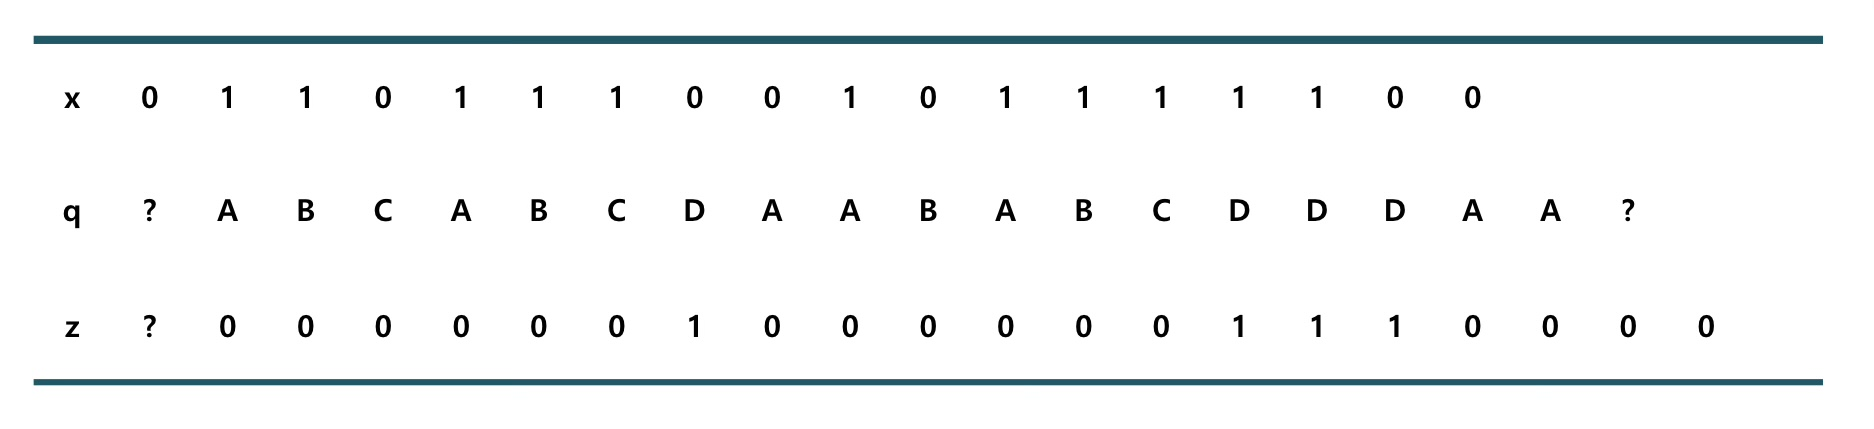 x 0 1 1 0 1 1 1 0 0 1 0 1 1 1 1 1 0 0
q ? A B C A B C D A A B A B C D D D A A ?
z ? 0 0 0 0 0 0 1 0 0 0 0 0 0 1 1 1 0 0 0 0